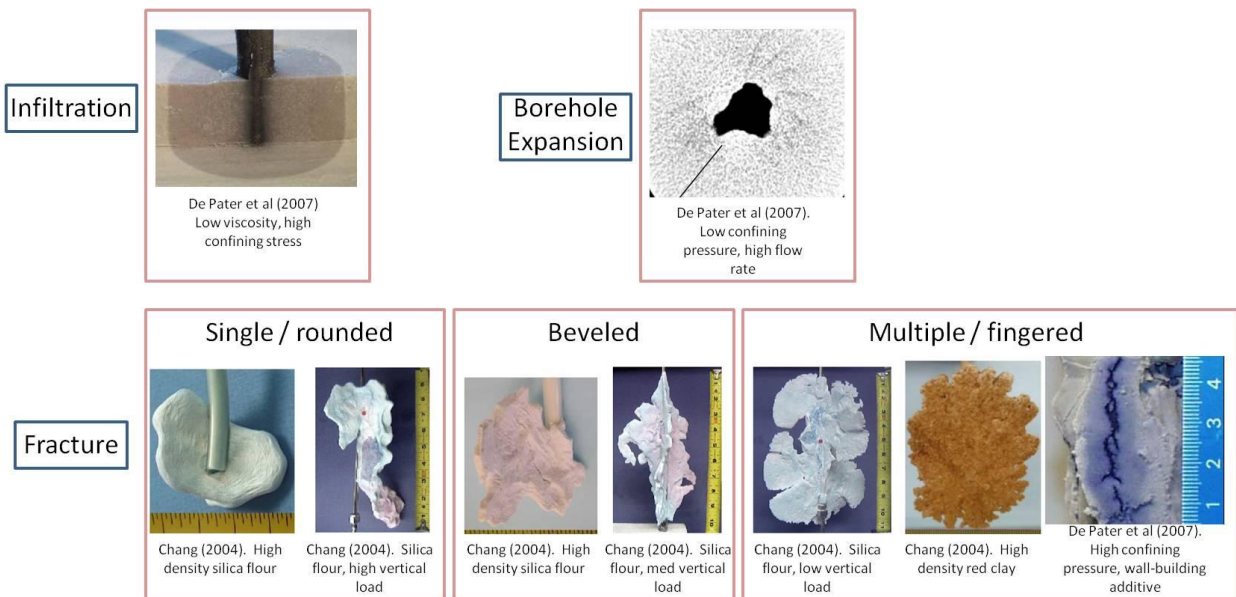 Infiltration
De Pater et al (2007)
Low viscosity, high
confining stress
Borehole
Expansion
De Pater et al (2007).
Low confining
pressure, high flow
rate
Fracture
Single / rounded
Chang (2004).  High
density silica flour
Chang (2004).  Silica
flour, high vertical
load
Beveled
Chang (2004).  High
density silica flour
Chang (2004).  Silica
flour, med vertical
load
Multiple / fingered
Chang (2004).  Silica
flour, low vertical
load
Chang (2004).  High
density red clay
1 2 3 4
De Pater et al (2007).
High confining
pressure, wall-building
additive